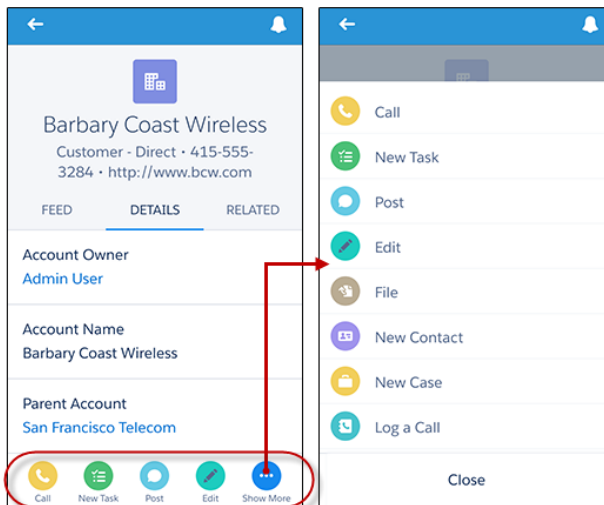 Barbary Coast Wireless
Customer - Direct • 415-555-
3284 • http://www.bcw.com
FEED DETAILS RELATED
Account Owner
Admin User
Account Name
Barbary Coast Wireless
Parent Account
San Francisco Telecom
Call New Task Post Edit Show More
Call
New Task
Post
Edit
File
New Contact
New Case
Log a Call
Close